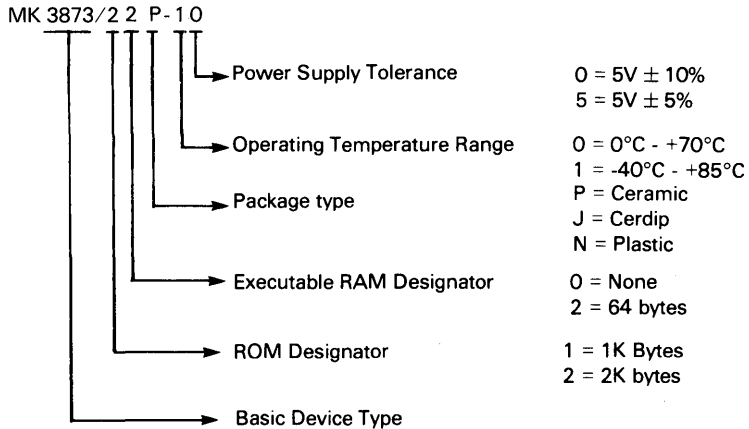 MK 3873/2 2 P-1 0
Power Supply Tolerance 0 = 5V ± 10%
5 = 5V ± 5%
Operating Temperature Range 0 = 0°C - +70°C
1 = -40°C - +85°C
Package type P = Ceramic
J = Cerdip
N = Plastic
Executable RAM Designator 0 = None
2 = 64 bytes
ROM Designator 1 = 1K Bytes
2 = 2K bytes
Basic Device Type